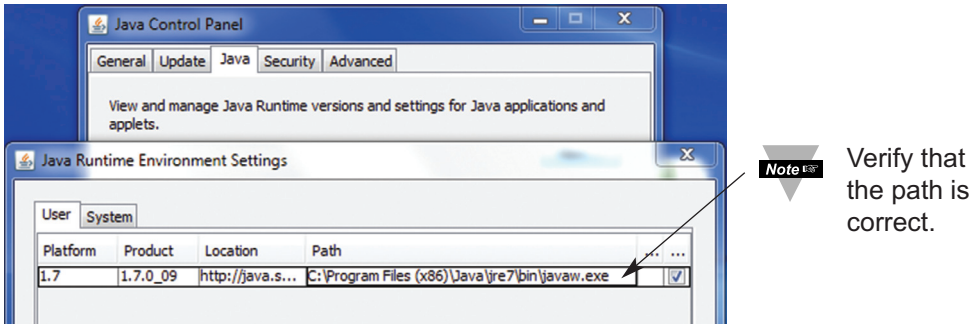 Java Control Panel
General Update Java Security Advanced
View and manage Java Runtime versions and settings for Java applications and
applets.
Java Runtime Environment Settings
User System
Platform Product Location Path ... ...
1.7 1.7.0_09 http://java.s... C:\Program Files (x86)\Java\jre7\bin\javaw.exe
Note
Verify that
the path is
correct.